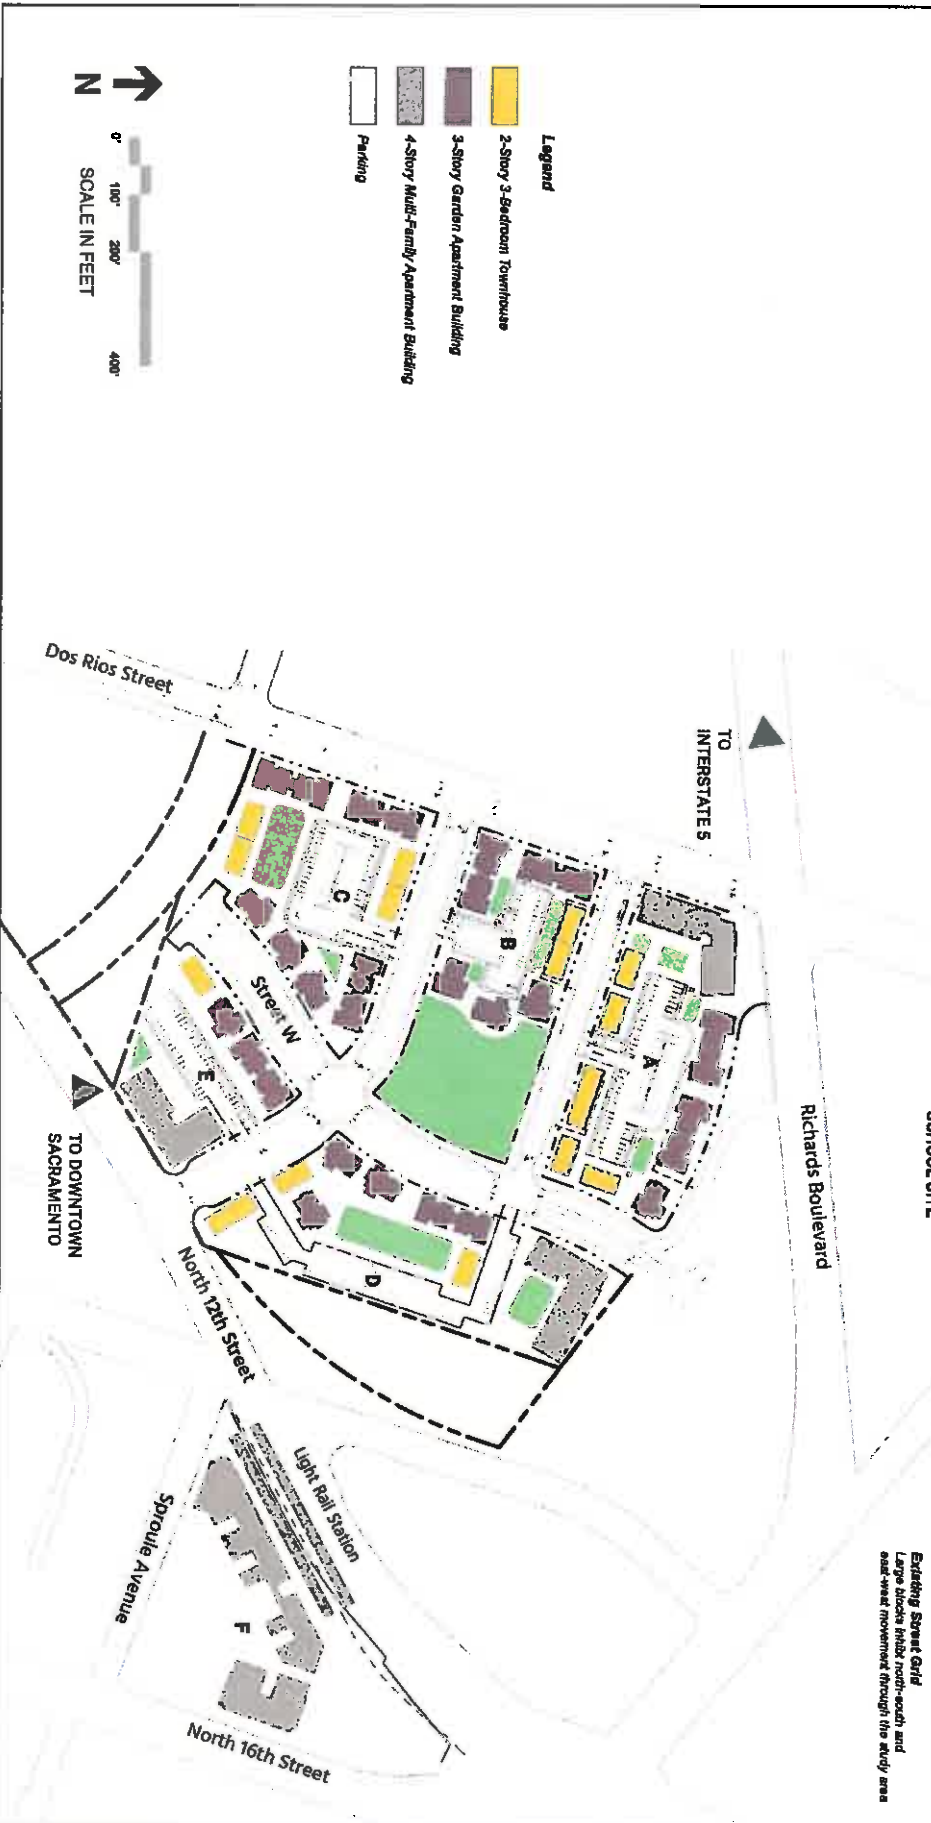 Existing Street Grid
Large blocks inhibit north-south and
east-west movement through the study area
Richards Boulevard
TO
INTERSTATE 5
Legend
2-Story 3-Bedroom Townhouse
3-Story Garden Apartment Building
4-Story Multi-Family Apartment Building
Parking
A
B
C
D
E
F
Street W
Dos Rios Street
Light Rail Station
North 12th Street
Sproule Avenue
North 16th Street
TO DOWNTOWN
SACRAMENTO
N
0'
100'
200'
400'
SCALE IN FEET